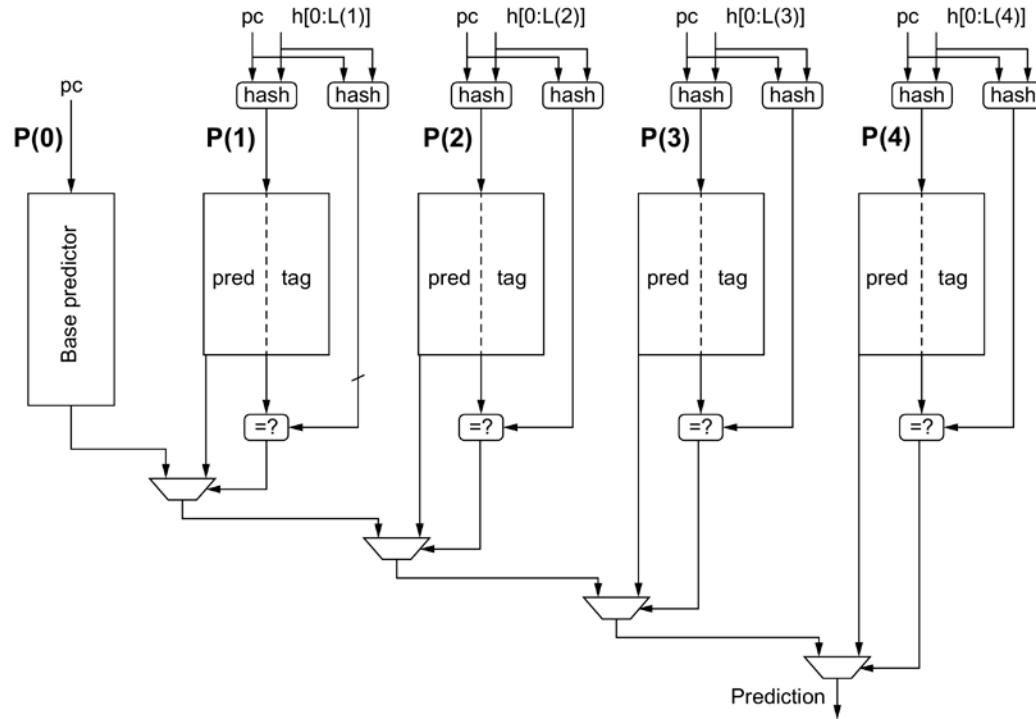 pc h[0:L(1)] pc h[0:L(2)] pc h[0:L(3)] pc h[0:L(4)]
hash hash hash hash hash hash hash hash
pc
P(0) P(1) P(2) P(3) P(4)
Base predictor
pred tag pred tag pred tag pred tag
=? =? =? =?
Prediction